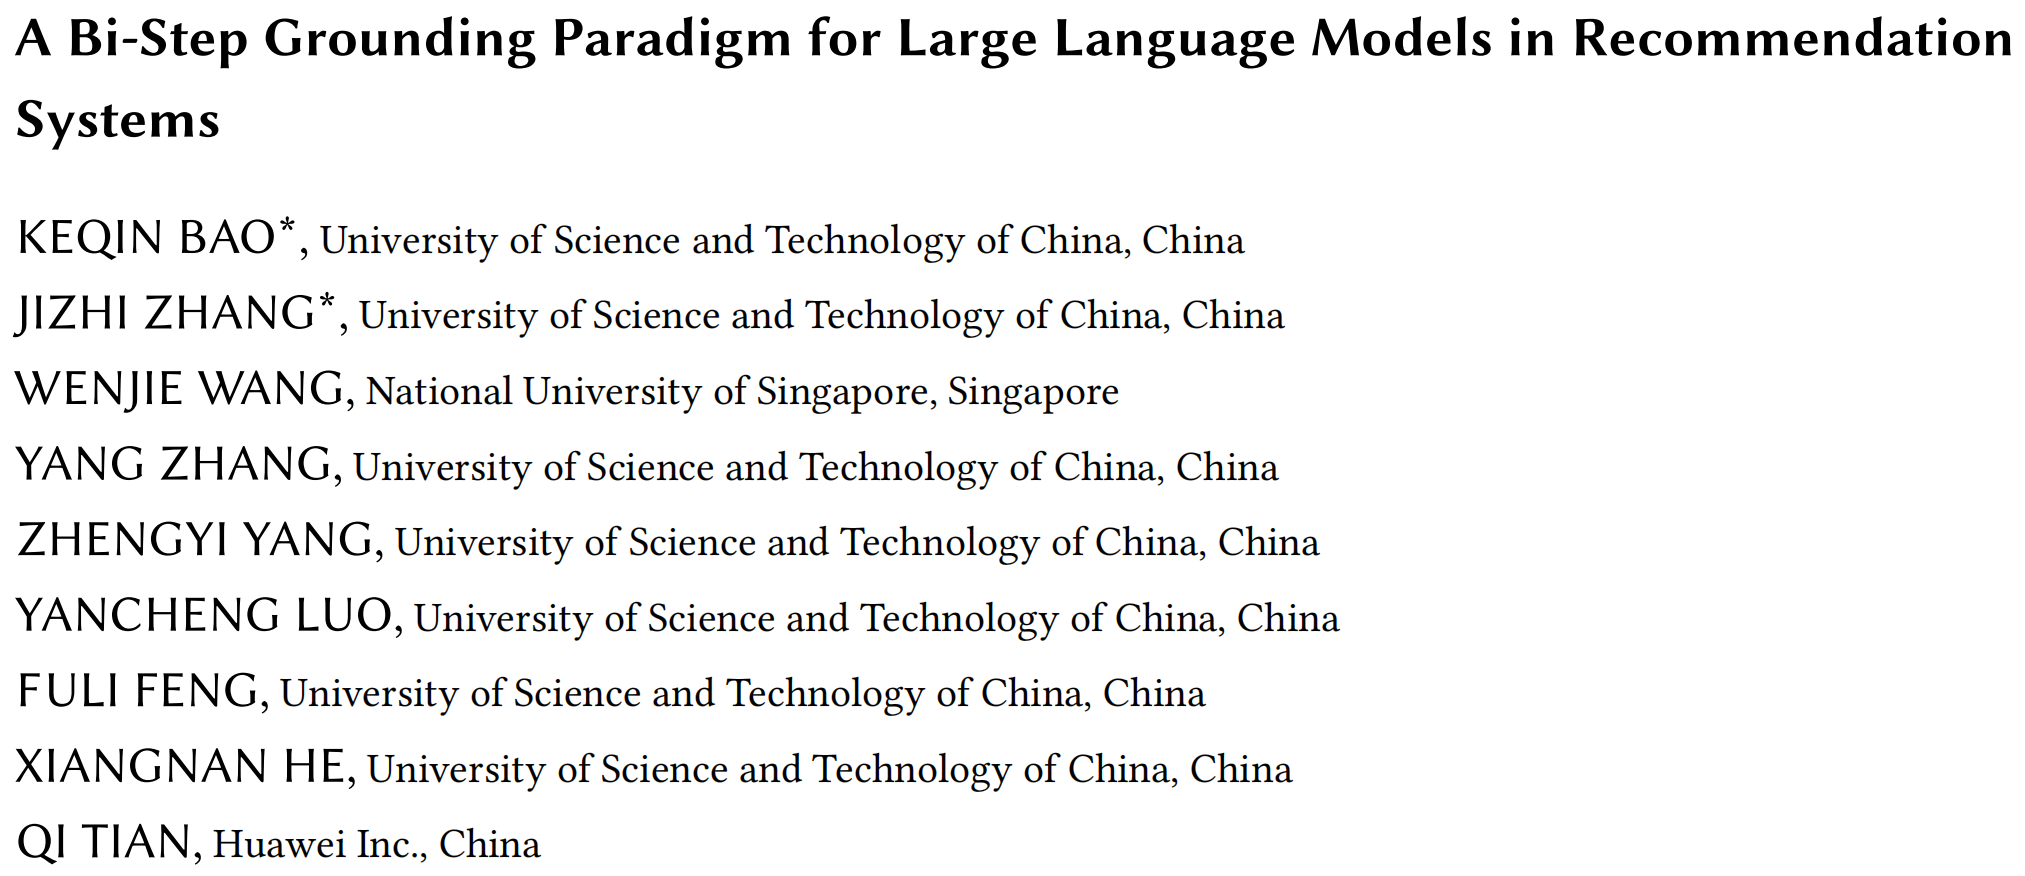 A Bi-Step Grounding Paradigm for Large Language Models in Recommendation
Systems
KEQIN BAO*, University of Science and Technology of China, China
JIZHI ZHANG*, University of Science and Technology of China, China
WENJIE WANG, National University of Singapore, Singapore
YANG ZHANG, University of Science and Technology of China, China
ZHENGYI YANG, University of Science and Technology of China, China
YANCHENG LUO, University of Science and Technology of China, China
FULI FENG, University of Science and Technology of China, China
XIANGNAN HE, University of Science and Technology of China, China
QI TIAN, Huawei Inc., China